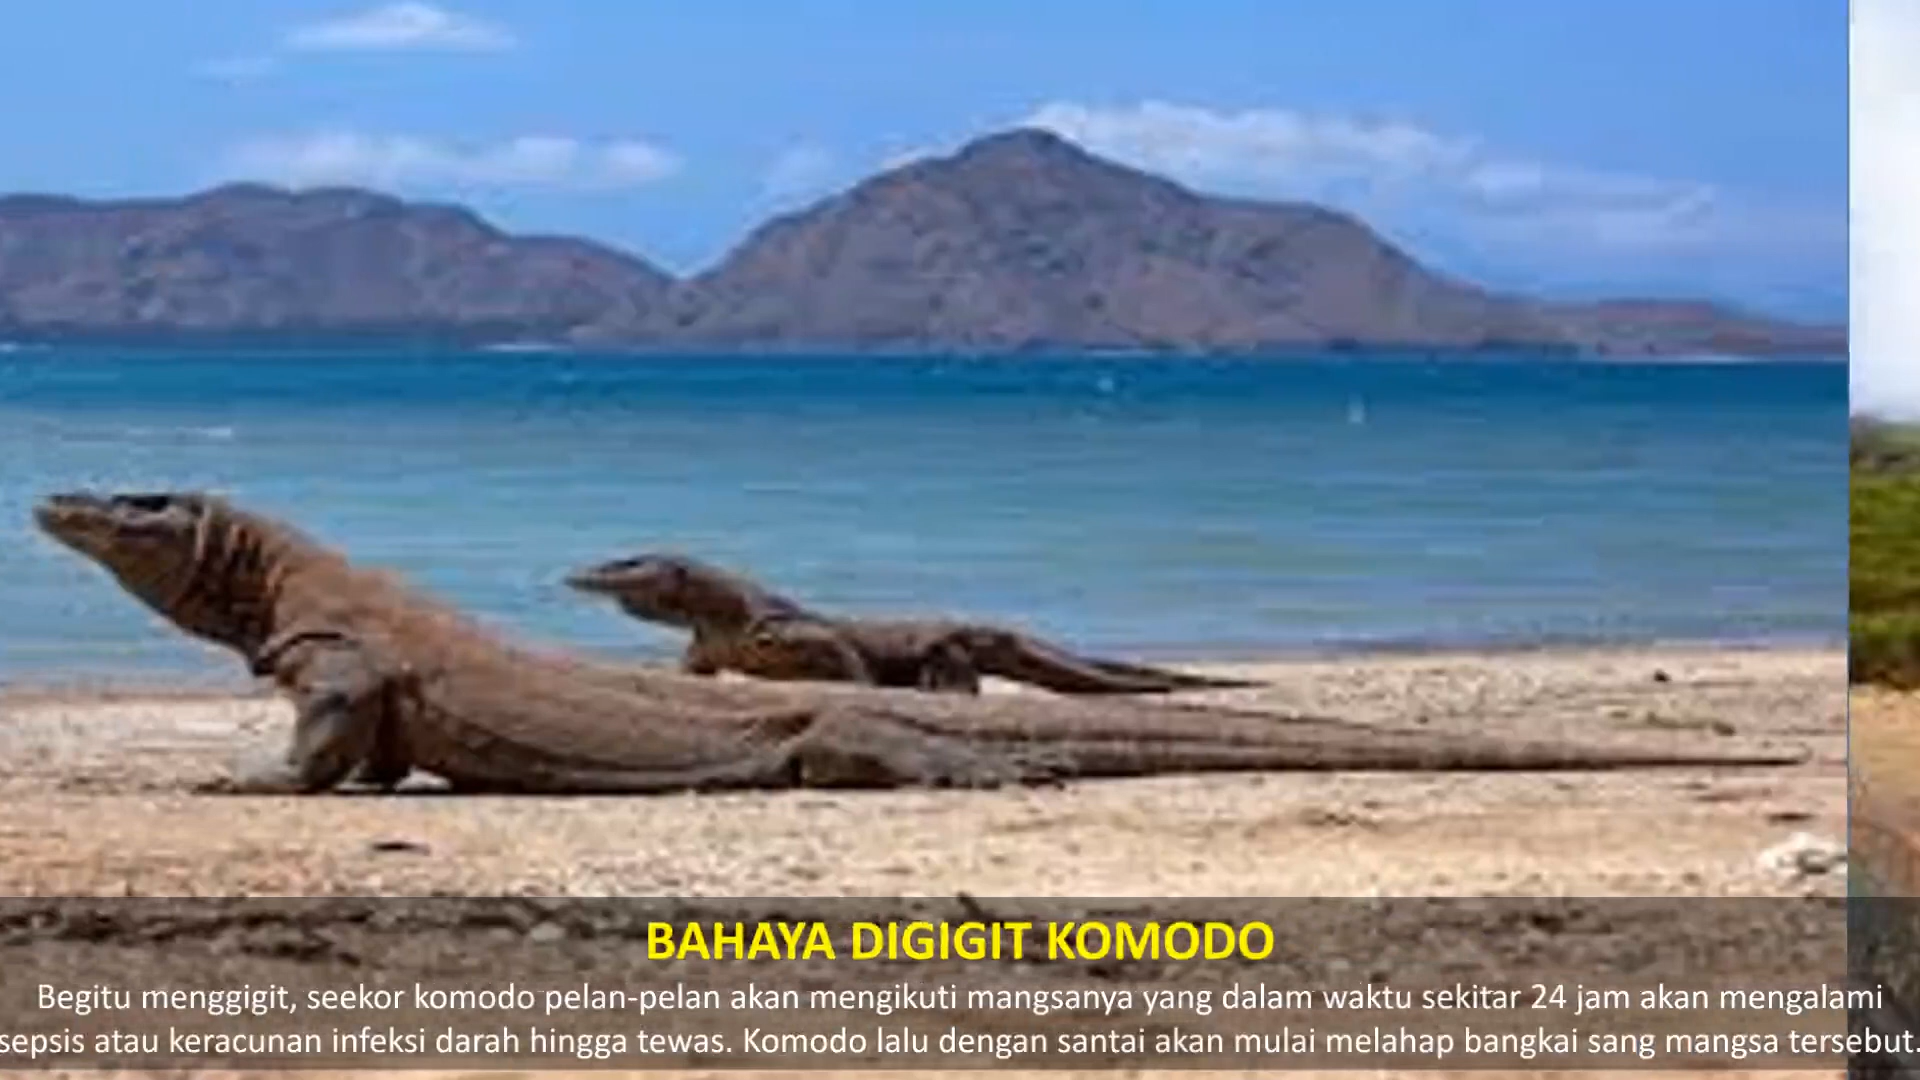 BAHAYA DIGIGIT KOMODO
Begitu menggigit, seekor komodo pelan-pelan akan mengikuti mangsanya yang dalam waktu sekitar 24 jam akan mengalami
sepsis atau keracunan infeksi darah hingga tewas. Komodo lalu dengan santai akan mulai melahap bangkai sang mangsa tersebut.